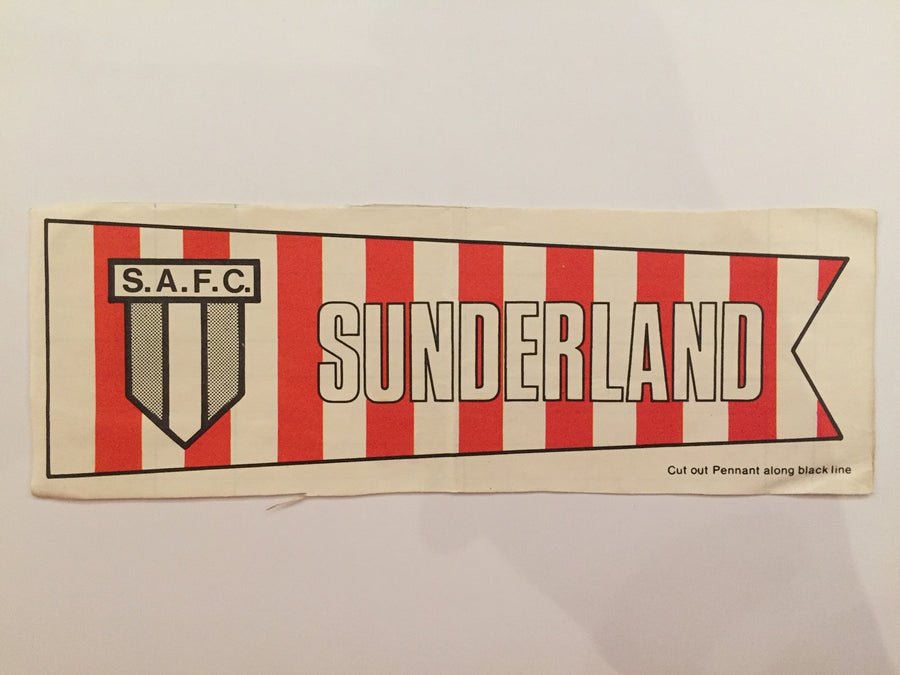 S.A.F.C.
SUNDERLAND
Cut out Pennant along black line